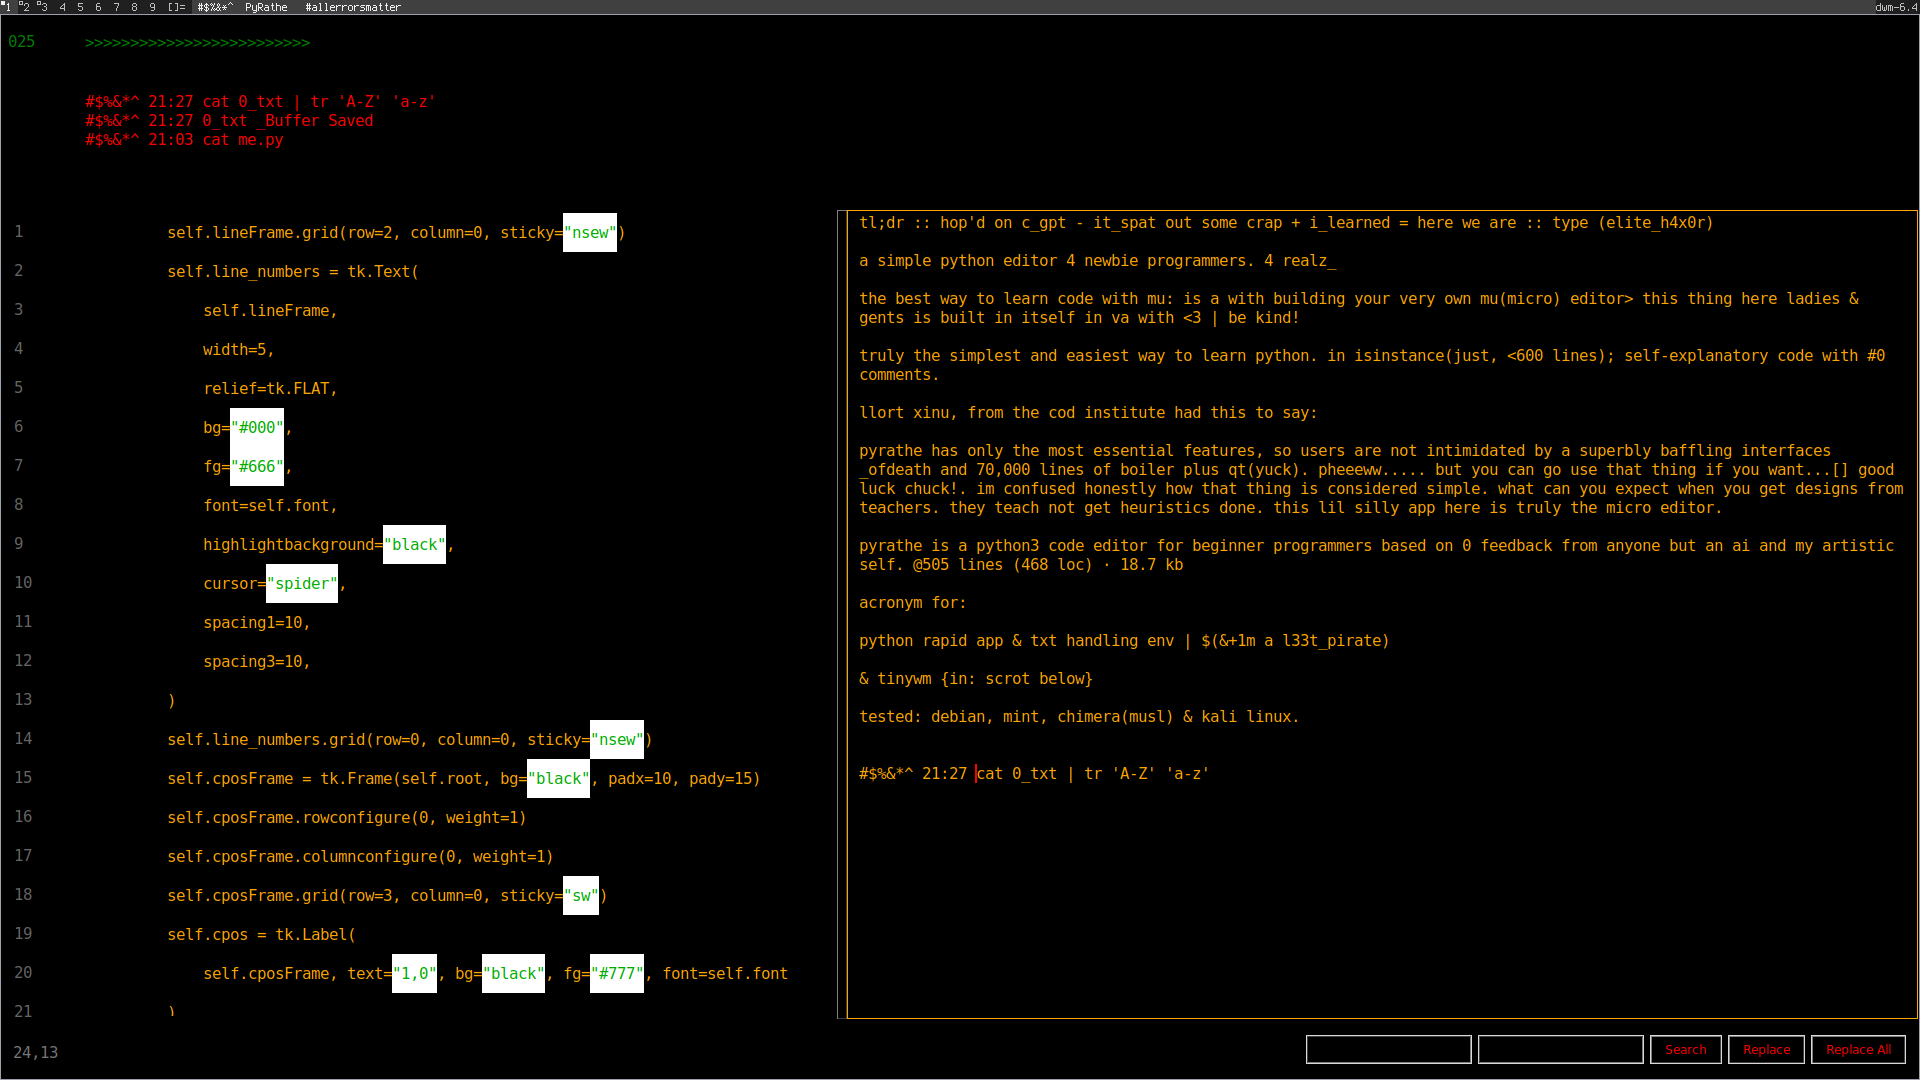 1 2 3 4 5 6 7 8 9 []= #$%&*^ PyRathe #allerrorsmatter dwm-6.4
025 >>>>>>>>>>>>>>>>>>>>>>>>>
#$%&*^ 21:27 cat 0_txt | tr 'A-Z' 'a-z'
#$%&*^ 21:27 0_txt _Buffer Saved
#$%&*^ 21:03 cat me.py
1 self.lineFrame.grid(row=2, column=0, sticky="nsew")
2 self.line_numbers = tk.Text(
3 self.lineFrame,
4 width=5,
5 relief=tk.FLAT,
6 bg="#000",
7 fg="#666",
8 font=self.font,
9 highlightbackground="black",
10 cursor="spider",
11 spacing1=10,
12 spacing3=10,
13 )
14 self.line_numbers.grid(row=0, column=0, sticky="nsew")
15 self.cposFrame = tk.Frame(self.root, bg="black", padx=10, pady=15)
16 self.cposFrame.rowconfigure(0, weight=1)
17 self.cposFrame.columnconfigure(0, weight=1)
18 self.cposFrame.grid(row=3, column=0, sticky="sw")
19 self.cpos = tk.Label(
20 self.cposFrame, text="1,0", bg="black", fg="#777", font=self.font
21 )
tl;dr :: hop'd on c_gpt - it_spat out some crap + i_learned = here we are :: type (elite_h4x0r)
a simple python editor 4 newbie programmers. 4 realz_
the best way to learn code with mu: is a with building your very own mu(micro) editor> this thing here ladies &
gents is built in itself in va with <3 | be kind!
truly the simplest and easiest way to learn python. in isinstance(just, <600 lines); self-explanatory code with #0
comments.
llort xinu, from the cod institute had this to say:
pyrathe has only the most essential features, so users are not intimidated by a superbly baffling interfaces
_ofdeath and 70,000 lines of boiler plus qt(yuck). pheeeww..... but you can go use that thing if you want...[] good
luck chuck!. im confused honestly how that thing is considered simple. what can you expect when you get designs from
teachers. they teach not get heuristics done. this lil silly app here is truly the micro editor.
pyrathe is a python3 code editor for beginner programmers based on 0 feedback from anyone but an ai and my artistic
self. @505 lines (468 loc) · 18.7 kb
acronym for:
python rapid app & txt handling env | $(&+1m a l33t_pirate)
& tinywm {in: scrot below}
tested: debian, mint, chimera(musl) & kali linux.
#$%&*^ 21:27 cat 0_txt | tr 'A-Z' 'a-z'
24,13
Search Replace Replace All